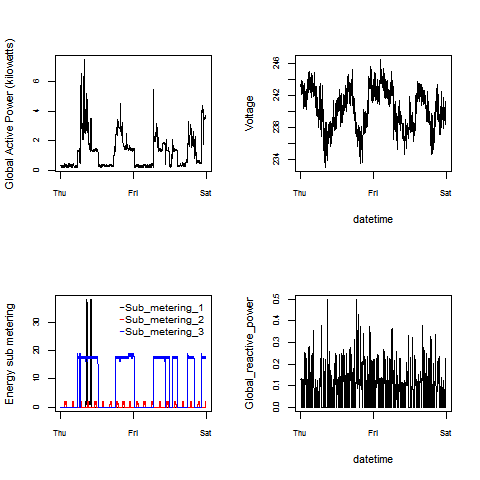 Global Active Power (kilowatts)
0 2 4 6
Thu Fri Sat
Voltage
234 238 242 246
Thu Fri Sat
datetime
Energy sub metering
0 10 20 30
Sub_metering_1
Sub_metering_2
Sub_metering_3
Thu Fri Sat
Global_reactive_power
0.0 0.1 0.2 0.3 0.4 0.5
Thu Fri Sat
datetime